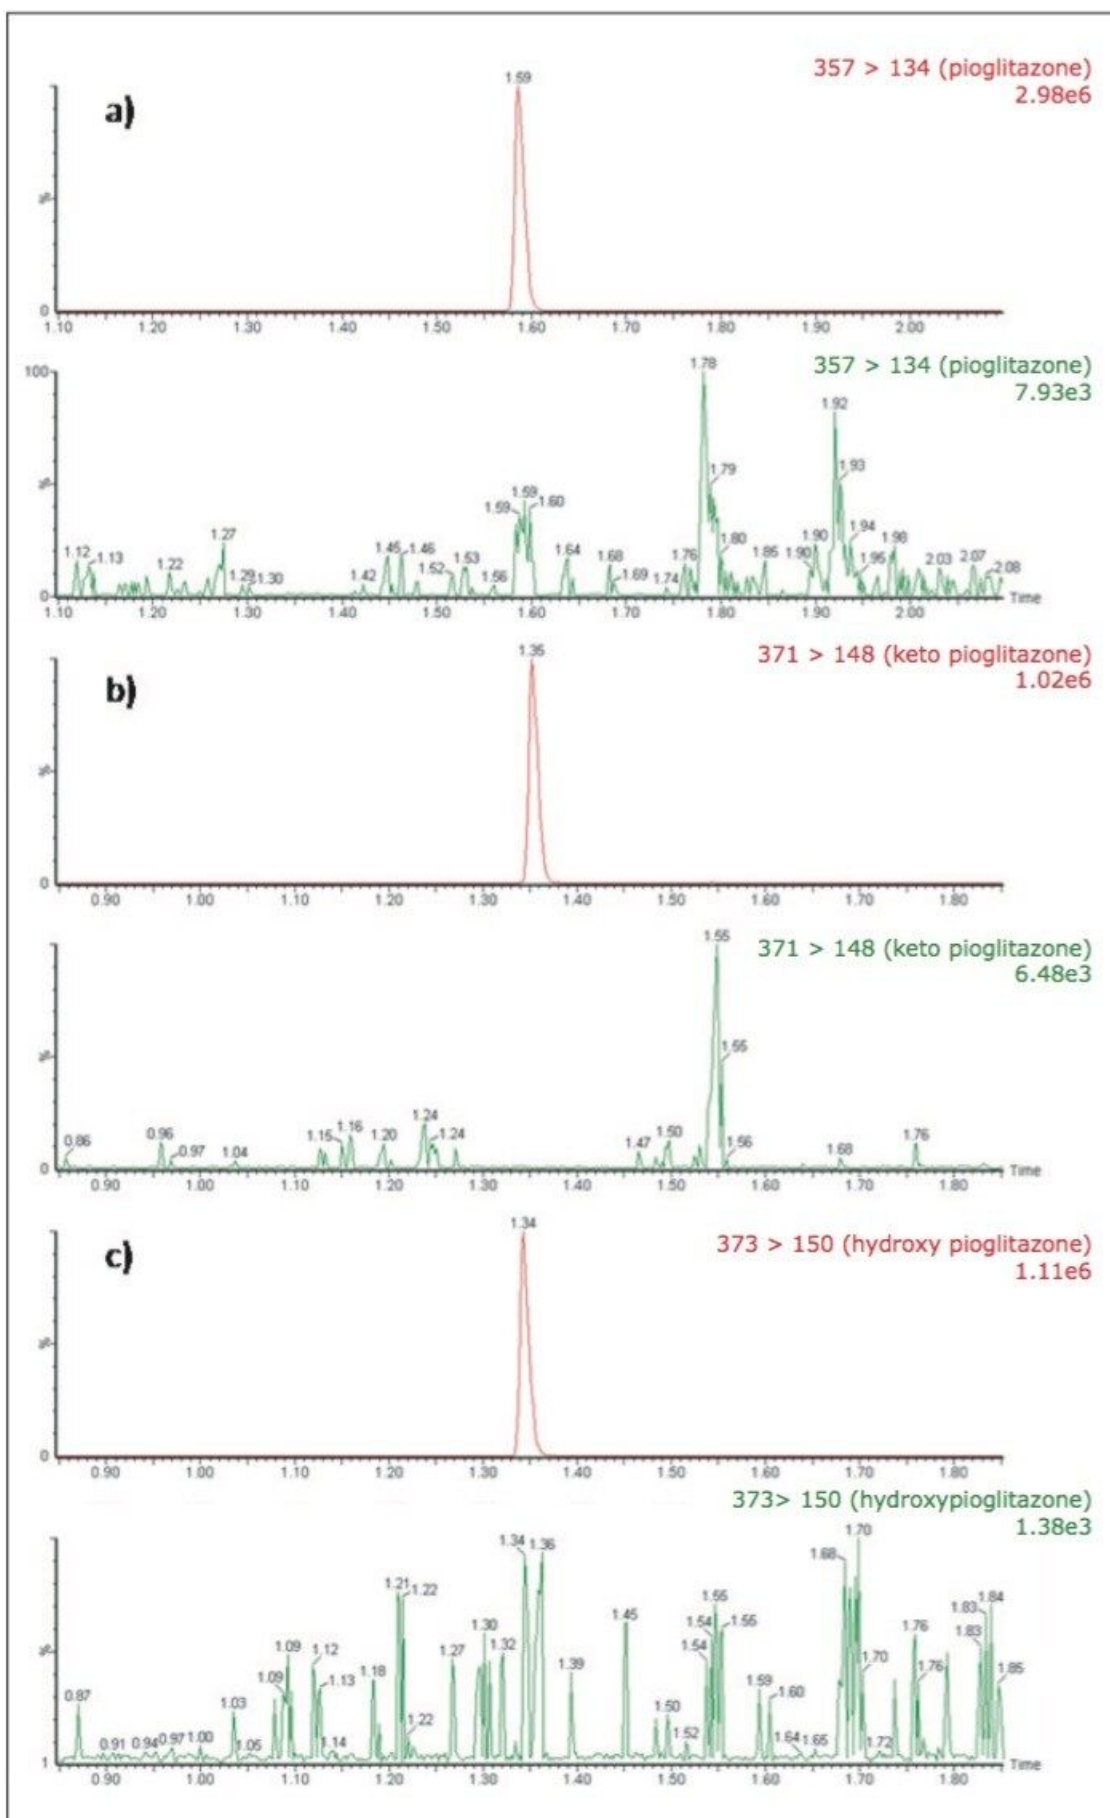 357 > 134 (pioglitazone)
2.98e6
a)
1.59
%
0
1.10 1.20 1.30 1.40 1.50 1.60 1.70 1.80 1.90 2.00
357 > 134 (pioglitazone)
7.93e3
100
1.78
1.92
1.79
1.93
1.59 1.59 1.60
1.94
1.12 1.13 1.22 1.27 1.29 1.30 1.42 1.45 1.46 1.52 1.53 1.56 1.64 1.68 1.69 1.74 1.76 1.80 1.85 1.90 1.90 1.95 1.98 2.03 2.07 2.08
%
0
1.10 1.20 1.30 1.40 1.50 1.60 1.70 1.80 1.90 2.00 Time
371 > 148 (keto pioglitazone)
1.02e6
b)
1.35
%
0
0.90 1.00 1.10 1.20 1.30 1.40 1.50 1.60 1.70 1.80
371 > 148 (keto pioglitazone)
6.48e3
1.55
1.55
%
0.86 0.96 0.97 1.04 1.15 1.16 1.20 1.24 1.24 1.47 1.50 1.56 1.68 1.76
0
0.90 1.00 1.10 1.20 1.30 1.40 1.50 1.60 1.70 1.80 Time
373 > 150 (hydroxy pioglitazone)
1.11e6
c)
1.34
%
0
0.90 1.00 1.10 1.20 1.30 1.40 1.50 1.60 1.70 1.80
373> 150 (hydroxypioglitazone)
1.38e3
1.34 1.36 1.68 1.70
1.21 1.22 1.45 1.54 1.55 1.55 1.83 1.84
%
0.87 1.03 1.09 1.09 1.12 1.13 1.18 1.27 1.30 1.32 1.39 1.54 1.59 1.60 1.70 1.76 1.76 1.83 1.85
0.91 0.94 0.97 1.00 1.05 1.14 1.22 1.50 1.52 1.64 1.65 1.72
1
0.90 1.00 1.10 1.20 1.30 1.40 1.50 1.60 1.70 1.80 Time